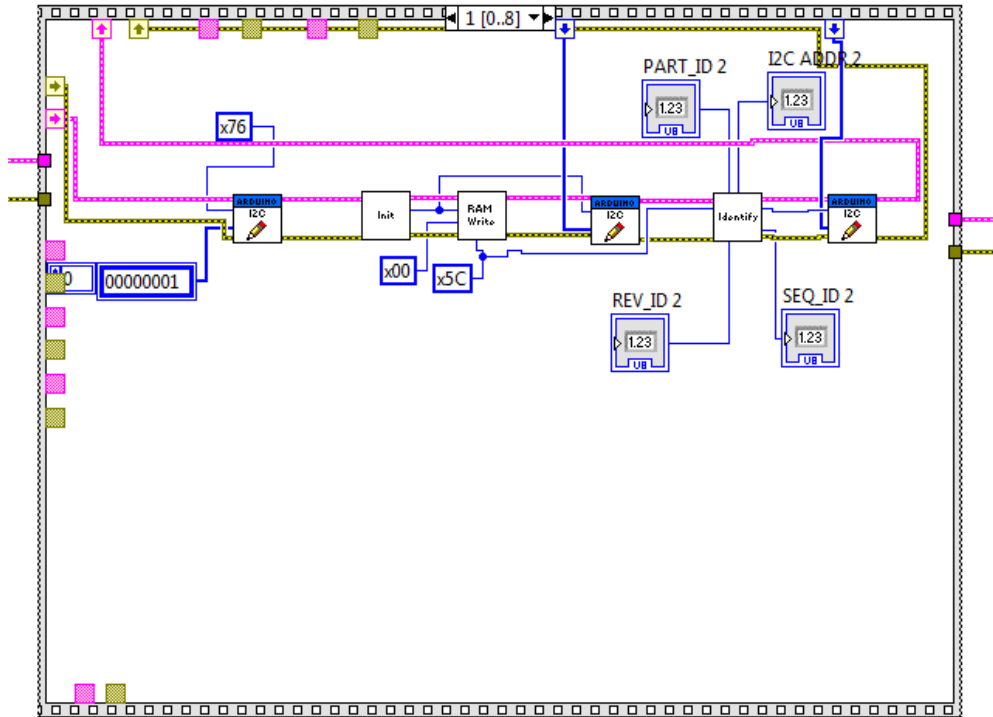 1 [0..8]
PART_ID 2
I2C ADDR 2
1.23
U8
1.23
U8
x76
ARDUINO
I2C
Init
RAM
Write
ARDUINO
I2C
Identify
ARDUINO
I2C
0
00000001
x00
x5C
REV_ID 2
1.23
U8
SEQ_ID 2
1.23
U8